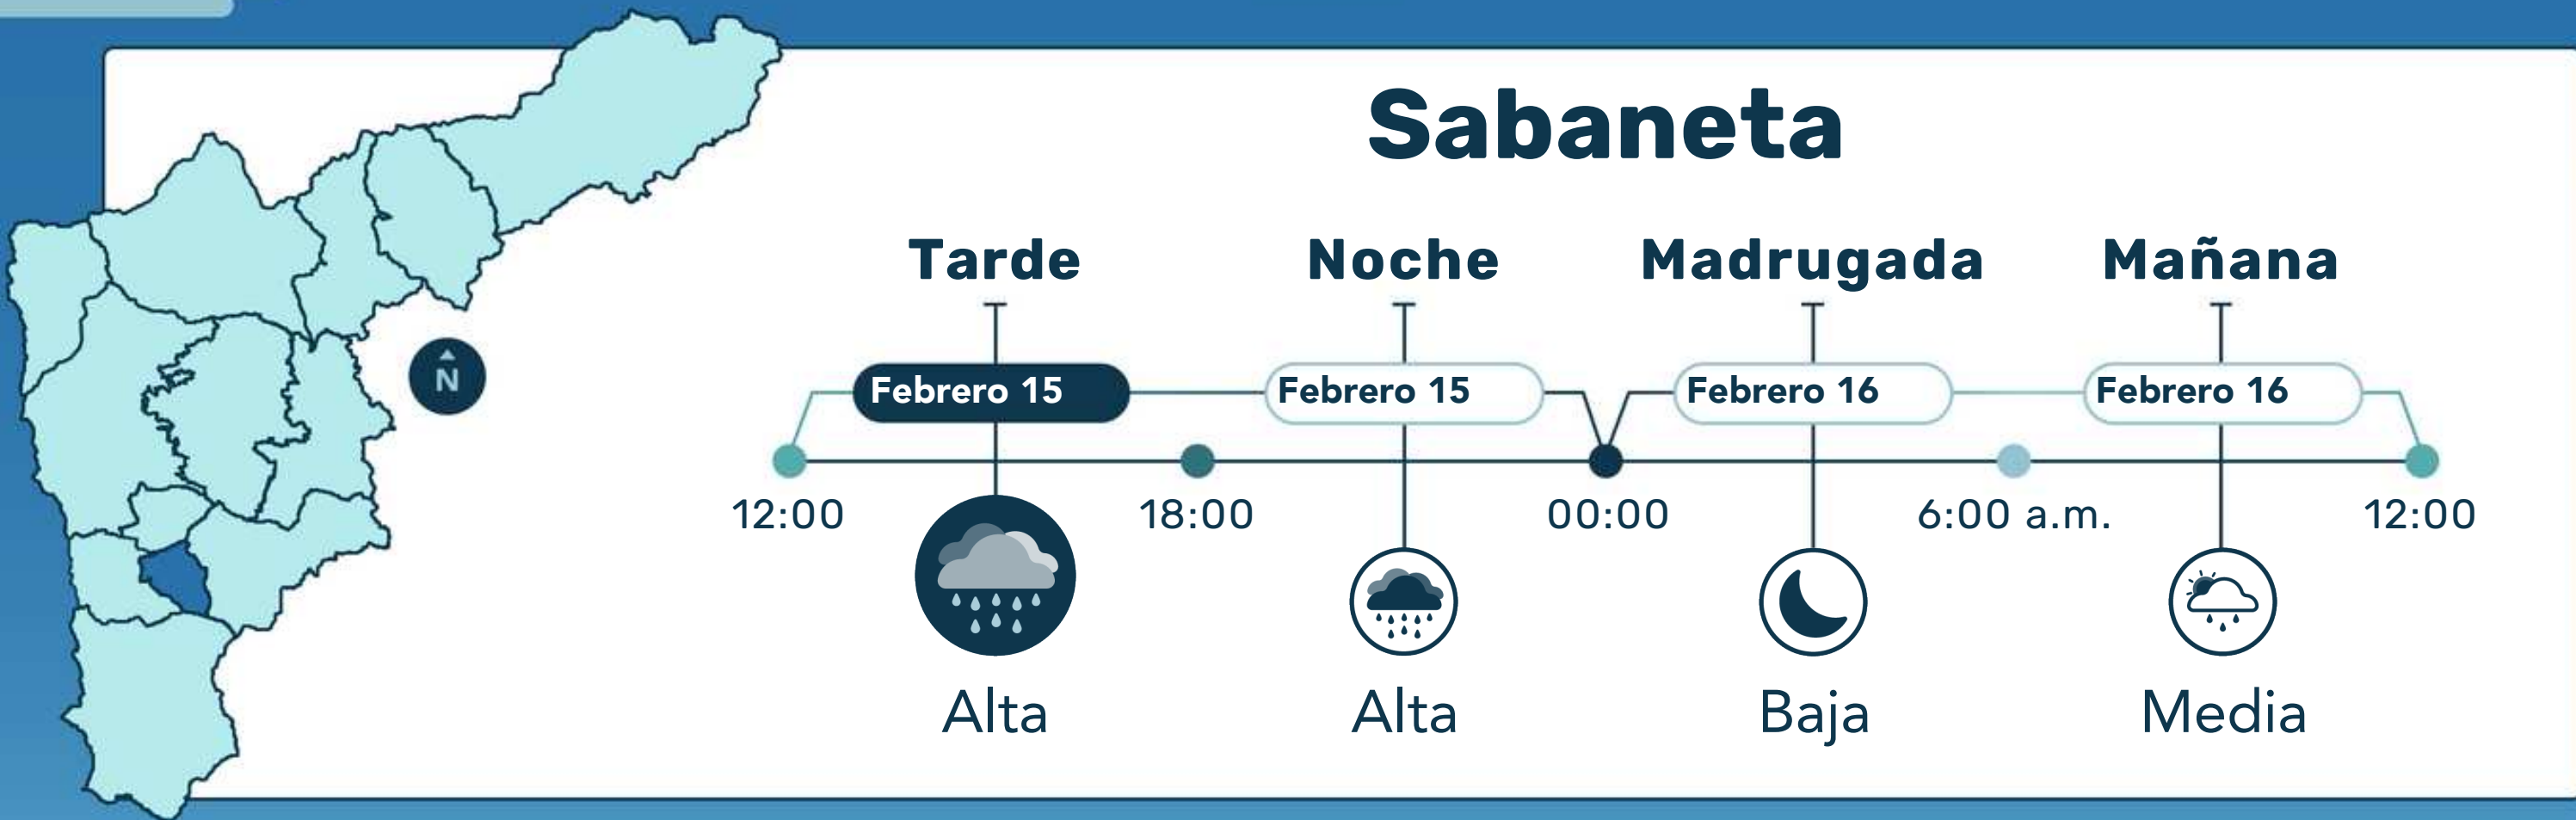 Sabaneta
Tarde Noche Madrugada Mañana
N
Febrero 15 Febrero 15 Febrero 16 Febrero 16
12:00 18:00 00:00 6:00 a.m. 12:00
Alta Alta Baja Media